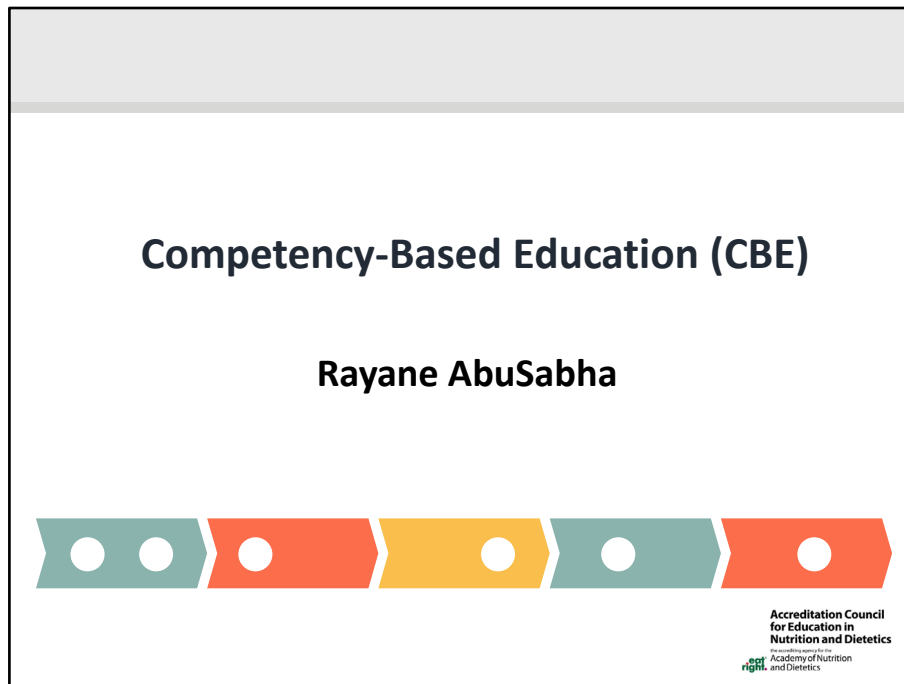 Competency-Based Education (CBE)
Rayane AbuSabha
Accreditation Council
for Education in
Nutrition and Dietetics
the accrediting agency for the
eat right. Academy of Nutrition
and Dietetics